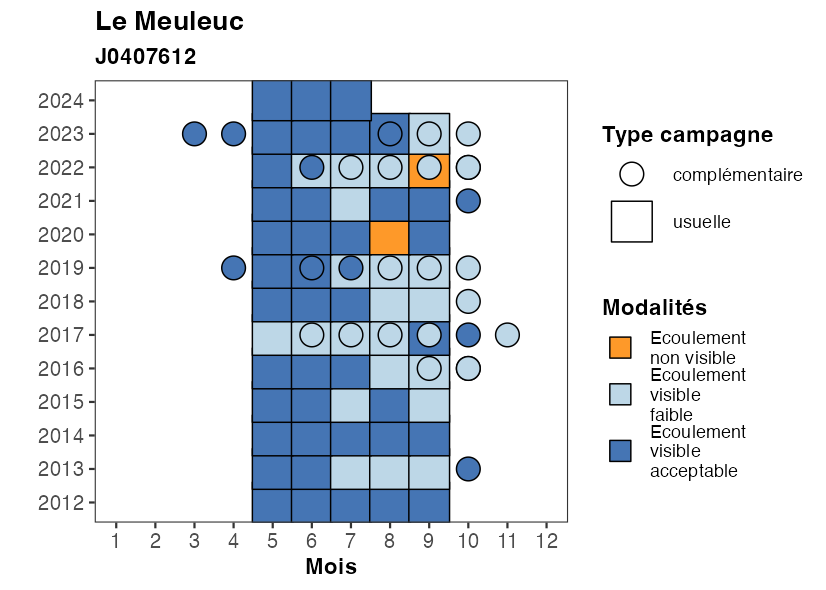 Le Meuleuc
J0407612
2024
2023
2022
2021
2020
2019
2018
2017
2016
2015
2014
2013
2012
1 2 3 4 5 6 7 8 9 10 11 12
Mois
Type campagne
complémentaire
usuelle
Modalités
Ecoulement
non visible
Ecoulement
visible
faible
Ecoulement
visible
acceptable